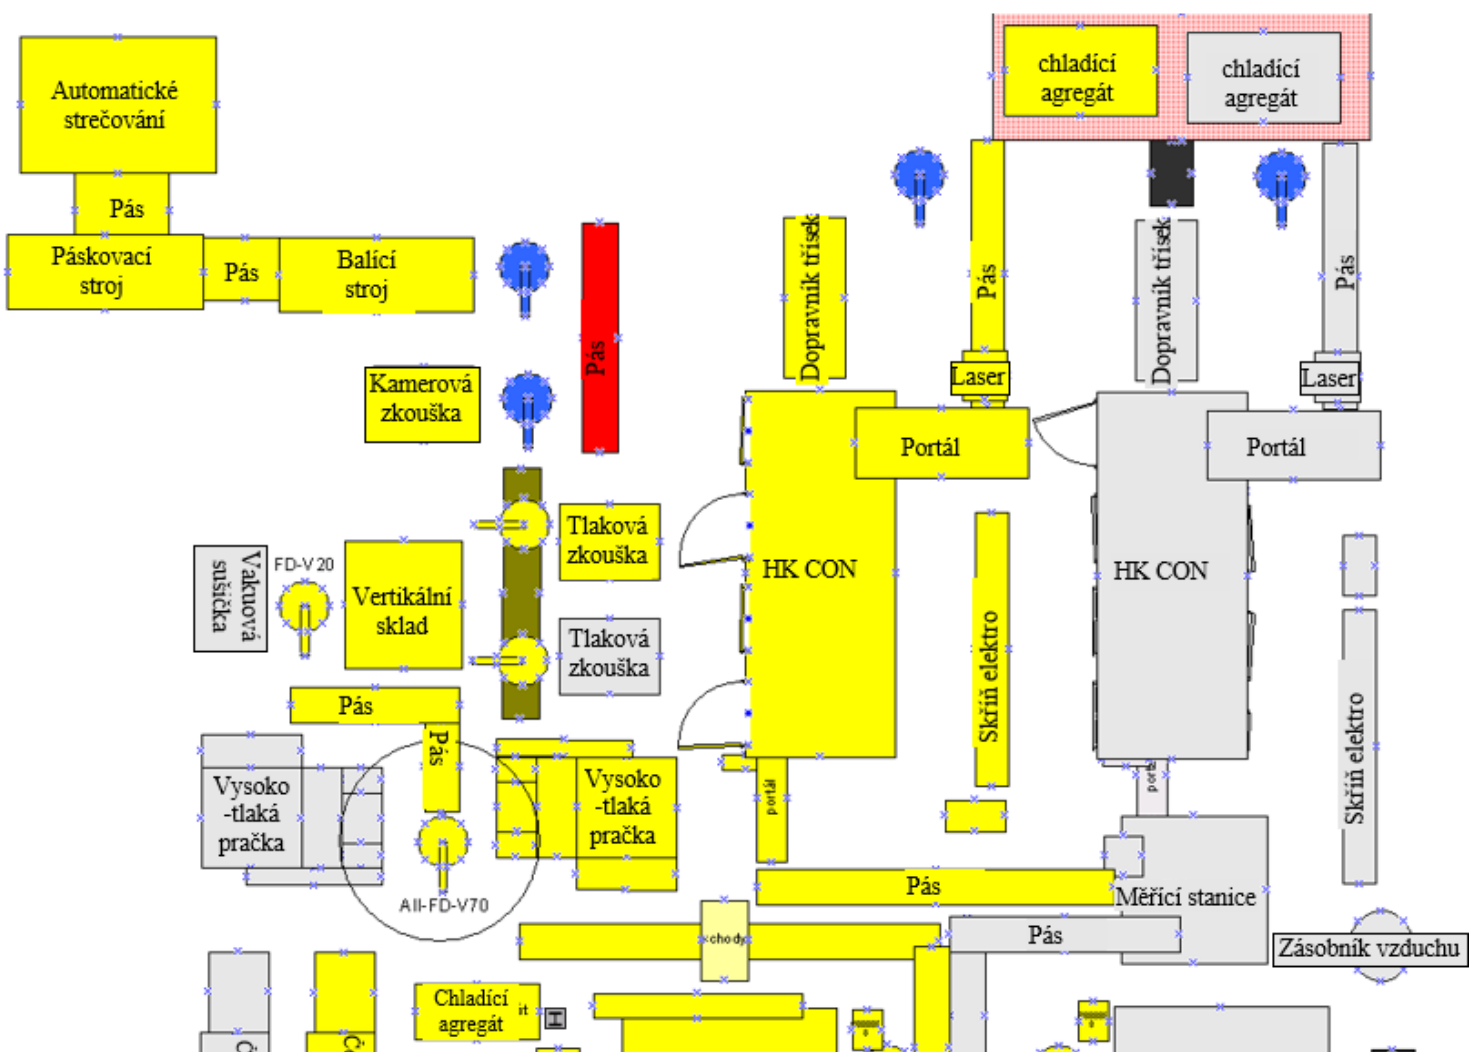 chladící
agregát
chladící
agregát
Automatické
strečování
Pás
Páskovací
stroj
Pás
Balící
stroj
Pás
Dopravník třísek
Pás
Dopravník třísek
Pás
Kamerová
zkouška
Laser
Laser
Portál
Portál
Tlaková
zkouška
HK CON
HK CON
Vakuová
sušička
FD-V20
Vertikální
sklad
Tlaková
zkouška
Skříň elektro
Skříň elektro
Pás
Pás
Vysoko
-tlaká
pračka
Vysoko
-tlaká
pračka
portál
All-FD-V70
Pás
Měřící stanice
chody
Pás
Zásobník vzduchu
Chladící
agregát
it
H